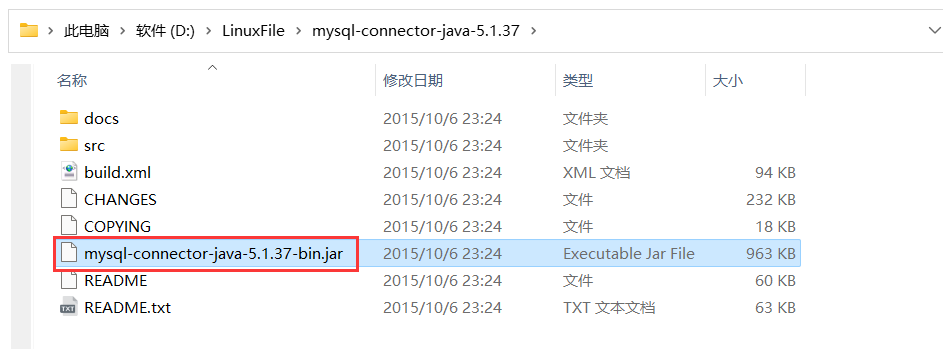 此电脑 > 软件 (D:) > LinuxFile > mysql-connector-java-5.1.37 >
名称 修改日期 类型 大小
docs 2015/10/6 23:24 文件夹
src 2015/10/6 23:24 文件夹
build.xml 2015/10/6 23:24 XML 文档 94 KB
CHANGES 2015/10/6 23:24 文件 232 KB
COPYING 2015/10/6 23:24 文件 18 KB
mysql-connector-java-5.1.37-bin.jar 2015/10/6 23:24 Executable Jar File 963 KB
README 2015/10/6 23:24 文件 60 KB
TXT README.txt 2015/10/6 23:24 TXT 文本文档 63 KB